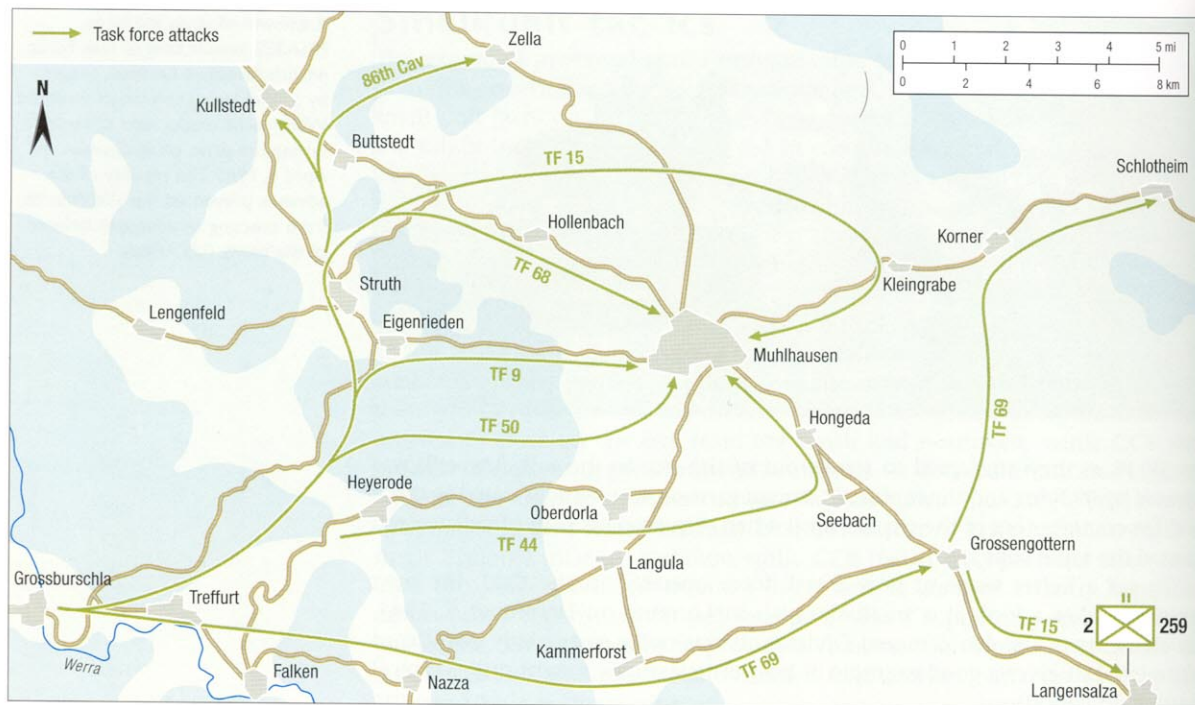 Task force attacks
N
0 1 2 3 4 5 mi
0 2 4 6 8 km
Zella
86th Cav
Kullstedt
Buttstedt
TF 15
Schlotheim
Hollenbach
Korner
TF 68
Kleingrabe
Struth
Lengenfeld
Eigenrieden
Muhlhausen
TF 9
TF 69
TF 50
Hongeda
Heyerode
Oberdorla
Seebach
TF 44
Grossengottern
Langula
Grossburschla
Treffurt
TF 15
2 II 259
Werra
Kammerforst
TF 69
Falken
Nazza
Langensalza